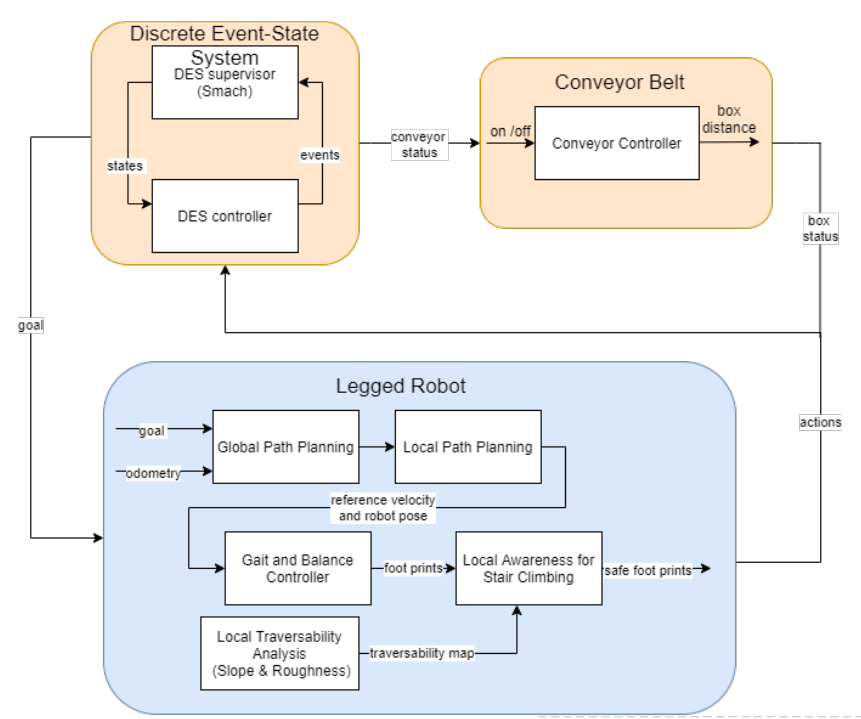 Discrete Event-State
System
DES supervisor
(Smach)
states
events
DES controller
conveyor
status
Conveyor Belt
on /off
Conveyor Controller
box
distance
box
status
goal
Legged Robot
actions
goal
odometry
Global Path Planning
Local Path Planning
reference velocity
and robot pose
Gait and Balance
Controller
foot prints
Local Awareness for
Stair Climbing
safe foot prints
Local Traversability
Analysis
(Slope & Roughness)
traversability map